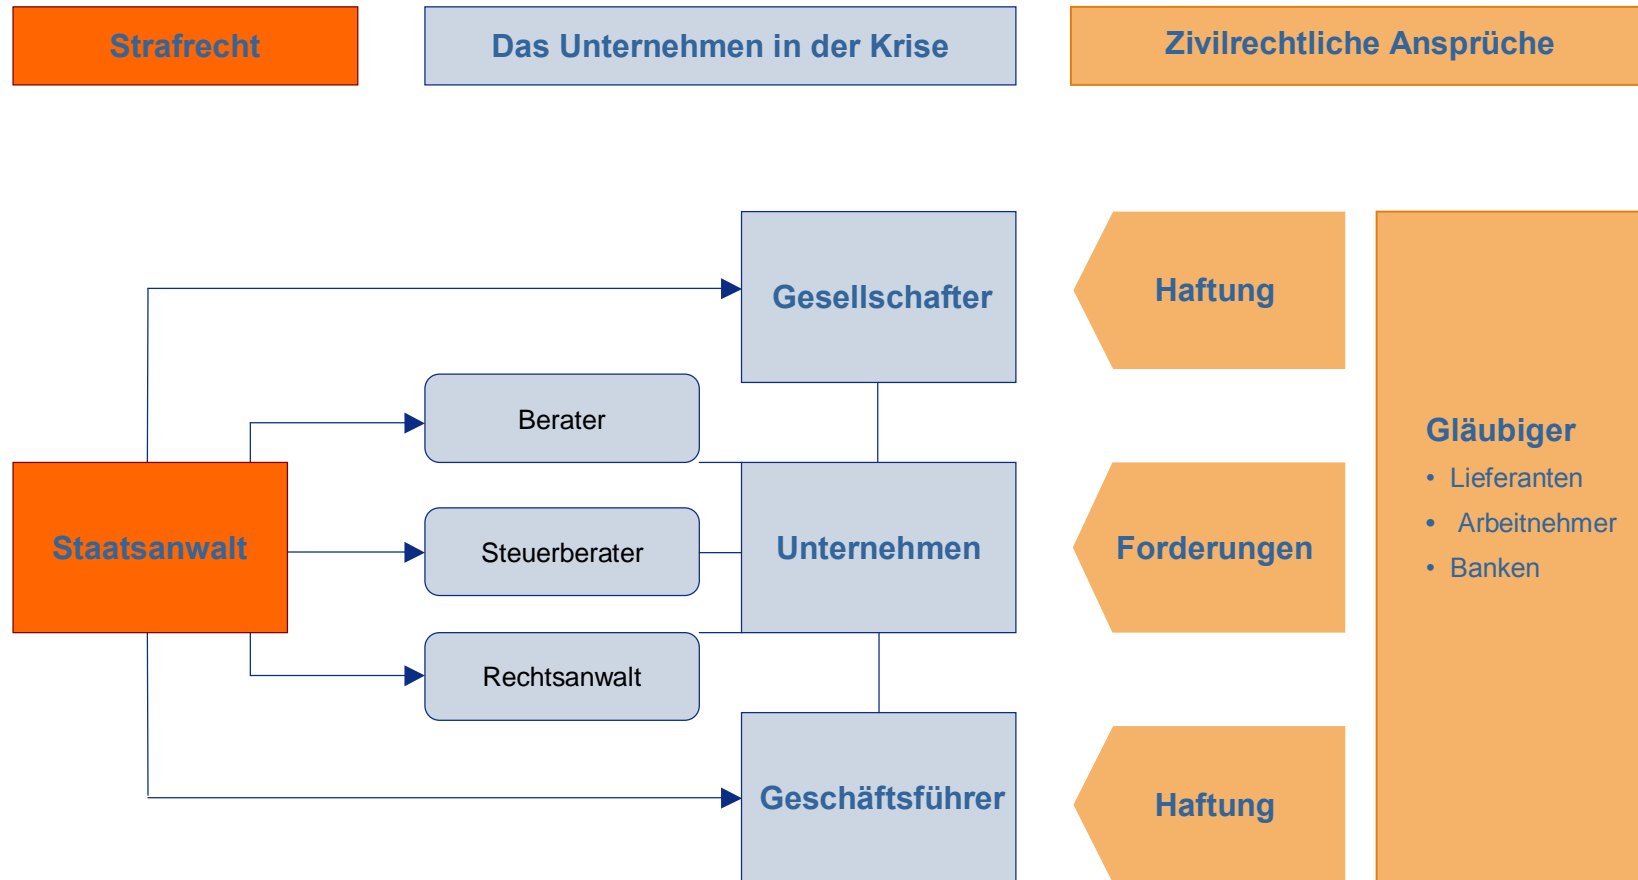 Strafrecht
Das Unternehmen in der Krise
Zivilrechtliche Ansprüche
Gesellschafter
Haftung
Berater
Gläubiger
• Lieferanten
• Arbeitnehmer
• Banken
Staatsanwalt
Steuerberater
Unternehmen
Forderungen
Rechtsanwalt
Geschäftsführer
Haftung